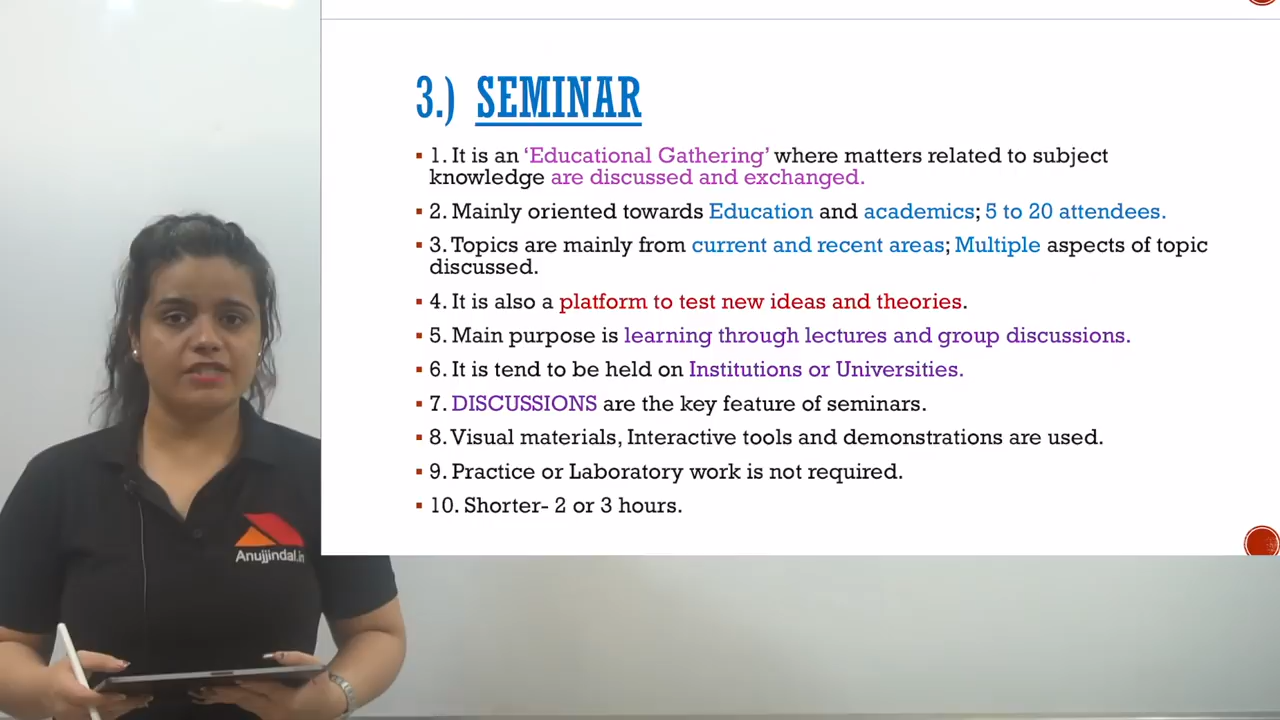 3.) SEMINAR
▪ 1. It is an ‘Educational Gathering’ where matters related to subject
knowledge are discussed and exchanged.
▪ 2. Mainly oriented towards Education and academics; 5 to 20 attendees.
▪ 3. Topics are mainly from current and recent areas; Multiple aspects of topic
discussed.
▪ 4. It is also a platform to test new ideas and theories.
▪ 5. Main purpose is learning through lectures and group discussions.
▪ 6. It is tend to be held on Institutions or Universities.
▪ 7. DISCUSSIONS are the key feature of seminars.
▪ 8. Visual materials, Interactive tools and demonstrations are used.
▪ 9. Practice or Laboratory work is not required.
▪ 10. Shorter- 2 or 3 hours.
Anujjindal.in